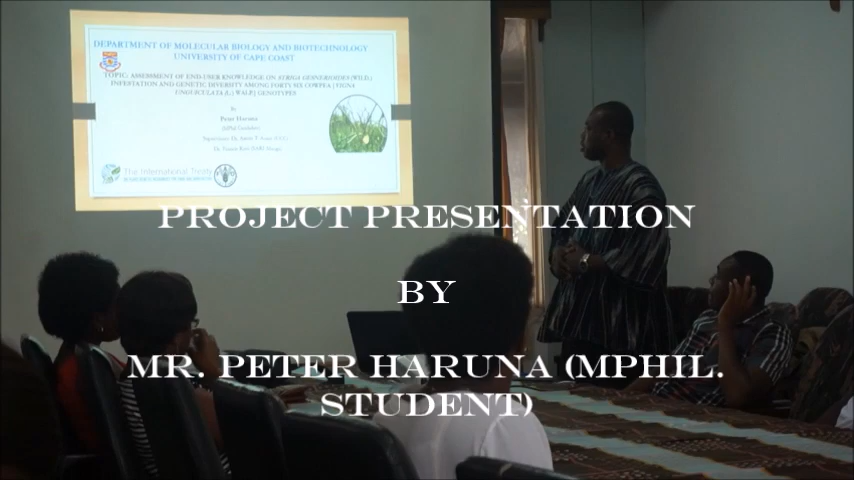 DEPARTMENT OF MOLECULAR BIOLOGY AND BIOTECHNOLOGY
UNIVERSITY OF CAPE COAST
TOPIC: ASSESSMENT OF END-USER KNOWLEDGE ON STRIGA GESNERIOIDES (WILD.)
INFESTATION AND GENETIC DIVERSITY AMONG FORTY SIX COWPEA [VIGNA
UNGUICULATA (L.) WALP.] GENOTYPES
By
Peter Haruna
The International Treaty
PROJECT PRESENTATION
BY
MR. PETER HARUNA (MPHIL.
STUDENT)